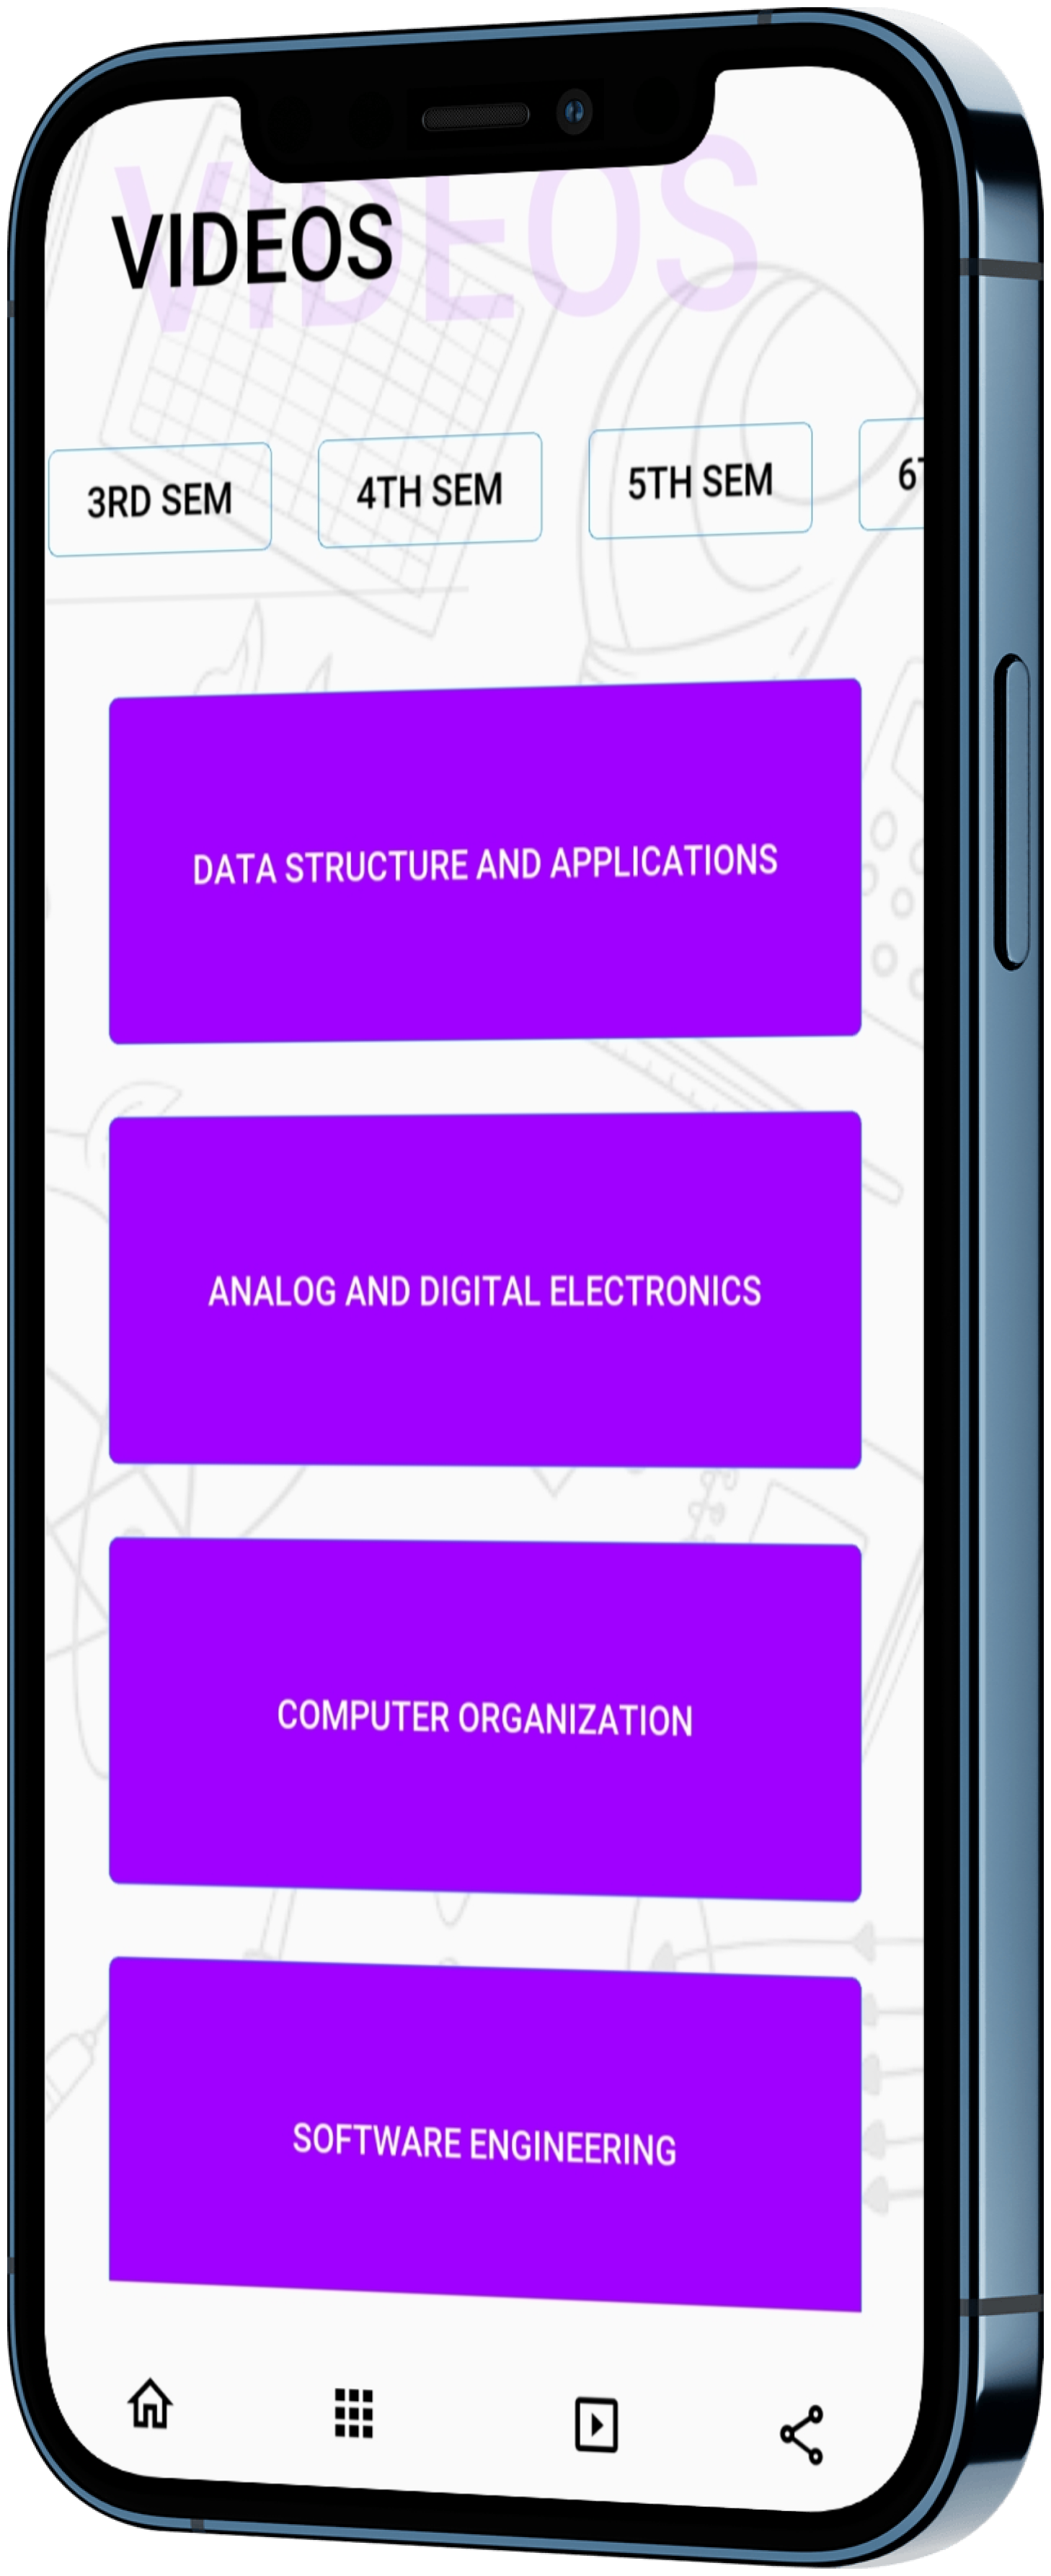 VIDEOS
VIDEOS
3RD SEM
4TH SEM
5TH SEM
DATA STRUCTURE AND APPLICATIONS
ANALOG AND DIGITAL ELECTRONICS
COMPUTER ORGANIZATION
SOFTWARE ENGINEERING